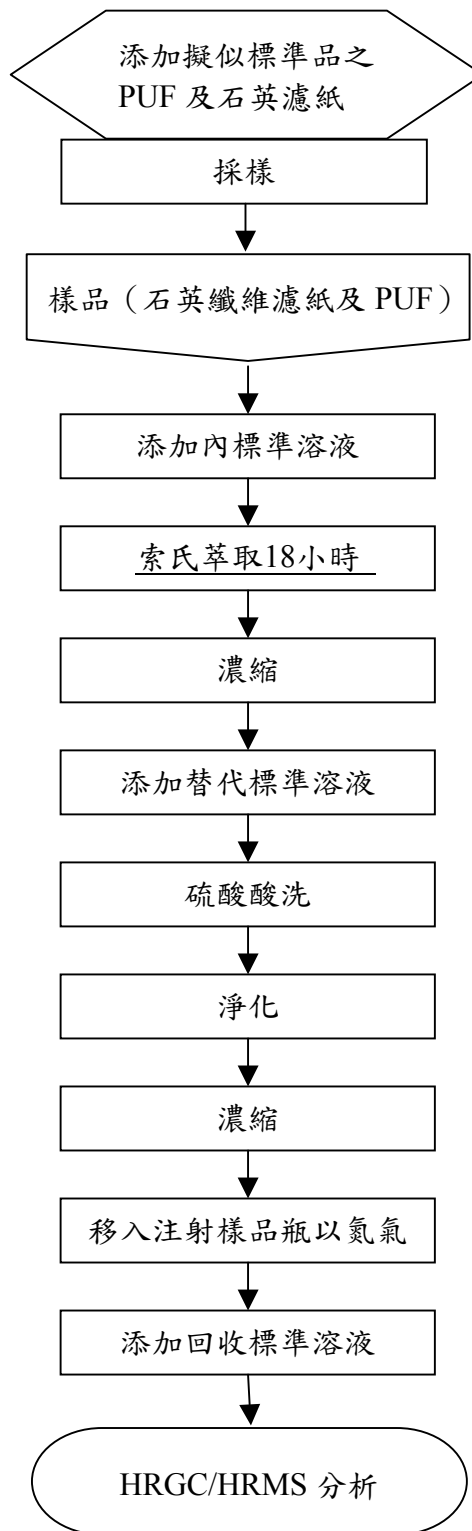 添加擬似標準品之
PUF 及石英濾紙
採樣
樣品（石英纖維濾紙及 PUF）
添加內標準溶液
索氏萃取18小時
濃縮
添加替代標準溶液
硫酸酸洗
淨化
濃縮
移入注射樣品瓶以氮氣
添加回收標準溶液
HRGC/HRMS 分析